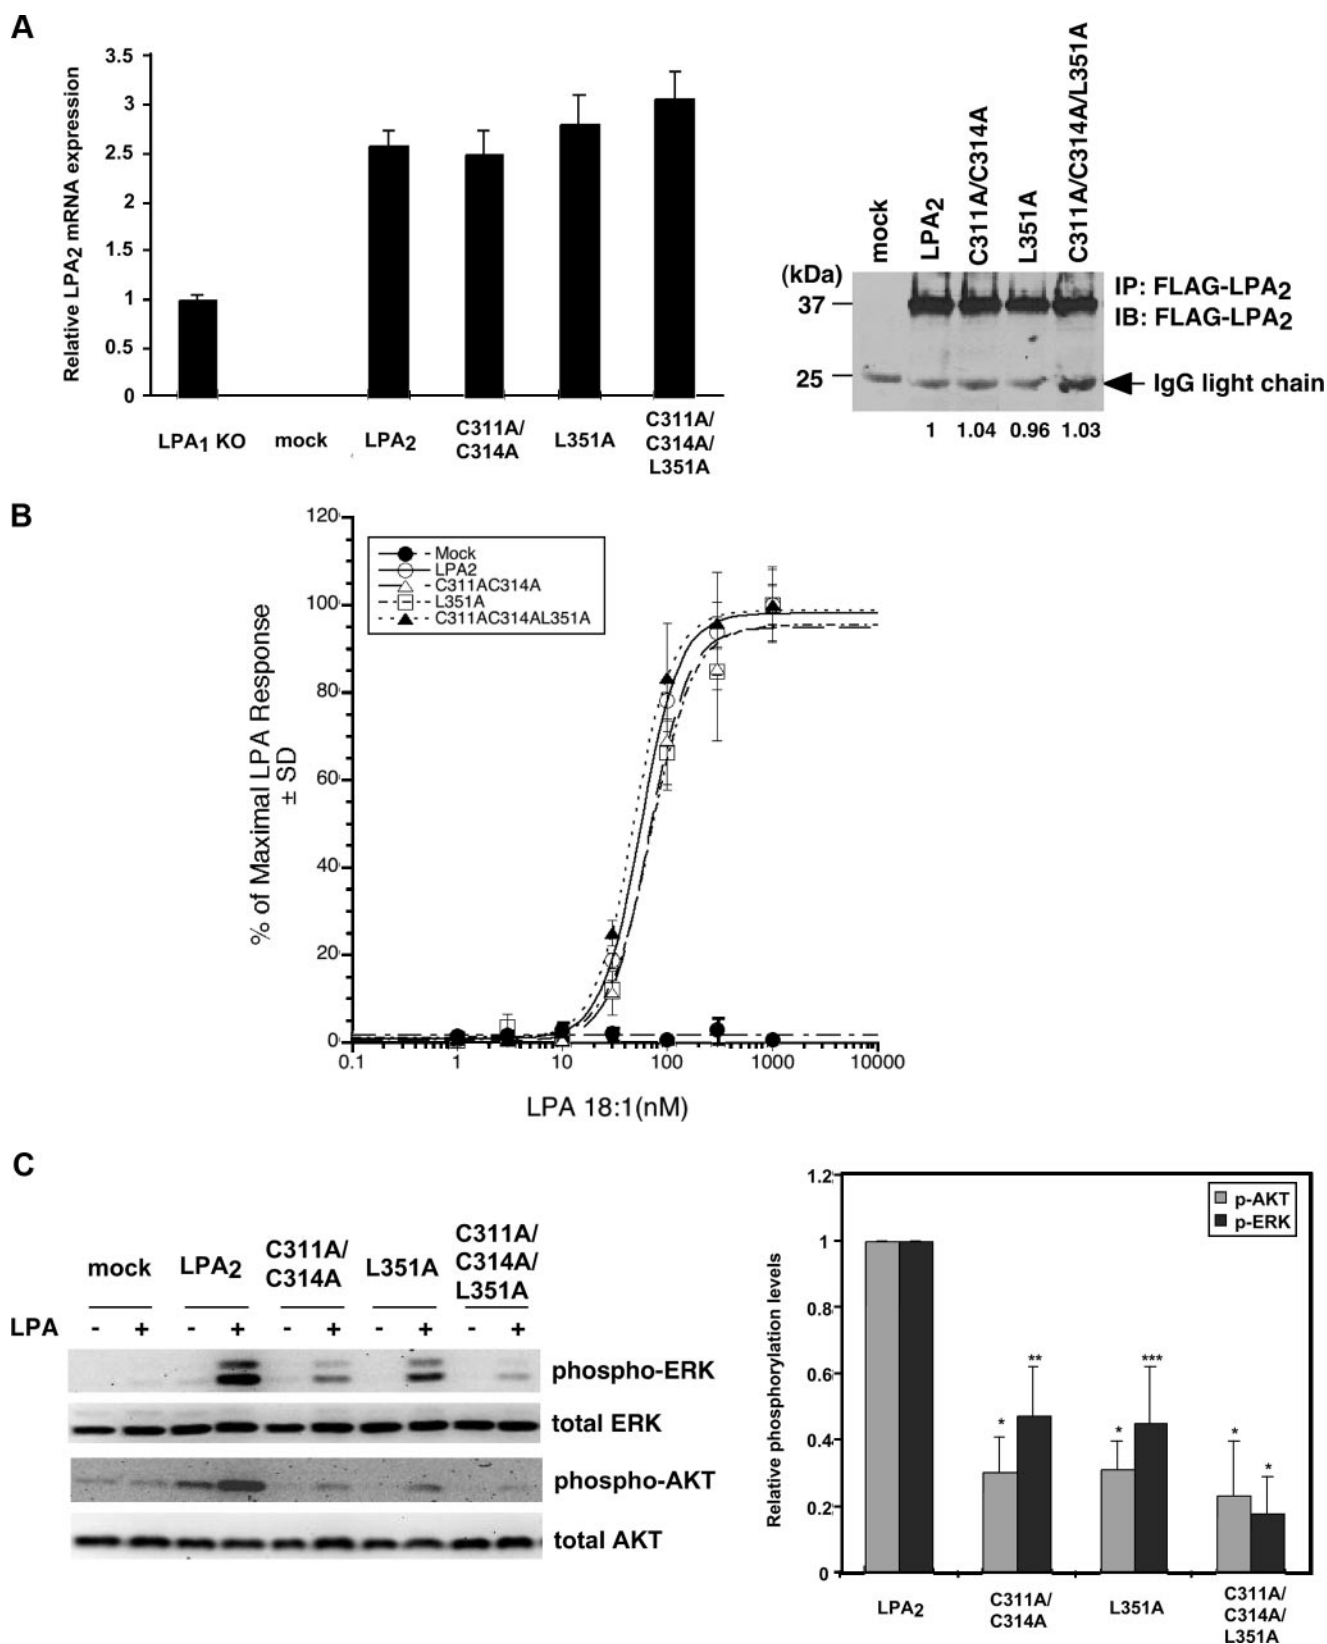 A
Relative LPA2 mRNA expression
3.5
3
2.5
2
1.5
1
0.5
0
LPA1 KO
mock
LPA2
C311A/
C314A
L351A
C311A/
C314A/
L351A
mock
LPA2
C311A/C314A
L351A
C311A/C314A/L351A
(kDa)
37
25
IP: FLAG-LPA2
IB: FLAG-LPA2
IgG light chain
1 1.04 0.96 1.03
B
% of Maximal LPA Response
± SD
120
100
80
60
40
20
0
Mock
LPA2
C311AC314A
L351A
C311AC314AL351A
0.1 1 10 100 1000 10000
LPA 18:1(nM)
C
mock
LPA2
C311A/
C314A
L351A
C311A/
C314A/
L351A
LPA - + - + - + - + - +
phospho-ERK
total ERK
phospho-AKT
total AKT
Relative phosphorylation levels
1.2
1
0.8
0.6
0.4
0.2
0
p-AKT
p-ERK
* ** * *** * *
LPA2
C311A/
C314A
L351A
C311A/
C314A/
L351A